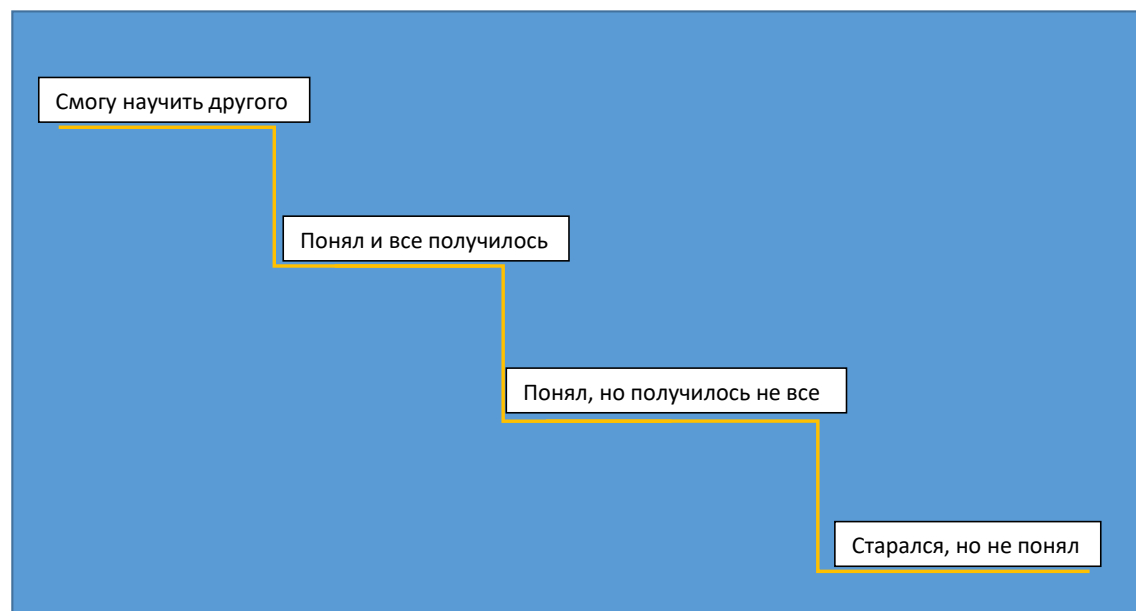 Смогу научить другого
Понял и все получилось
Понял, но получилось не все
Старался, но не понял